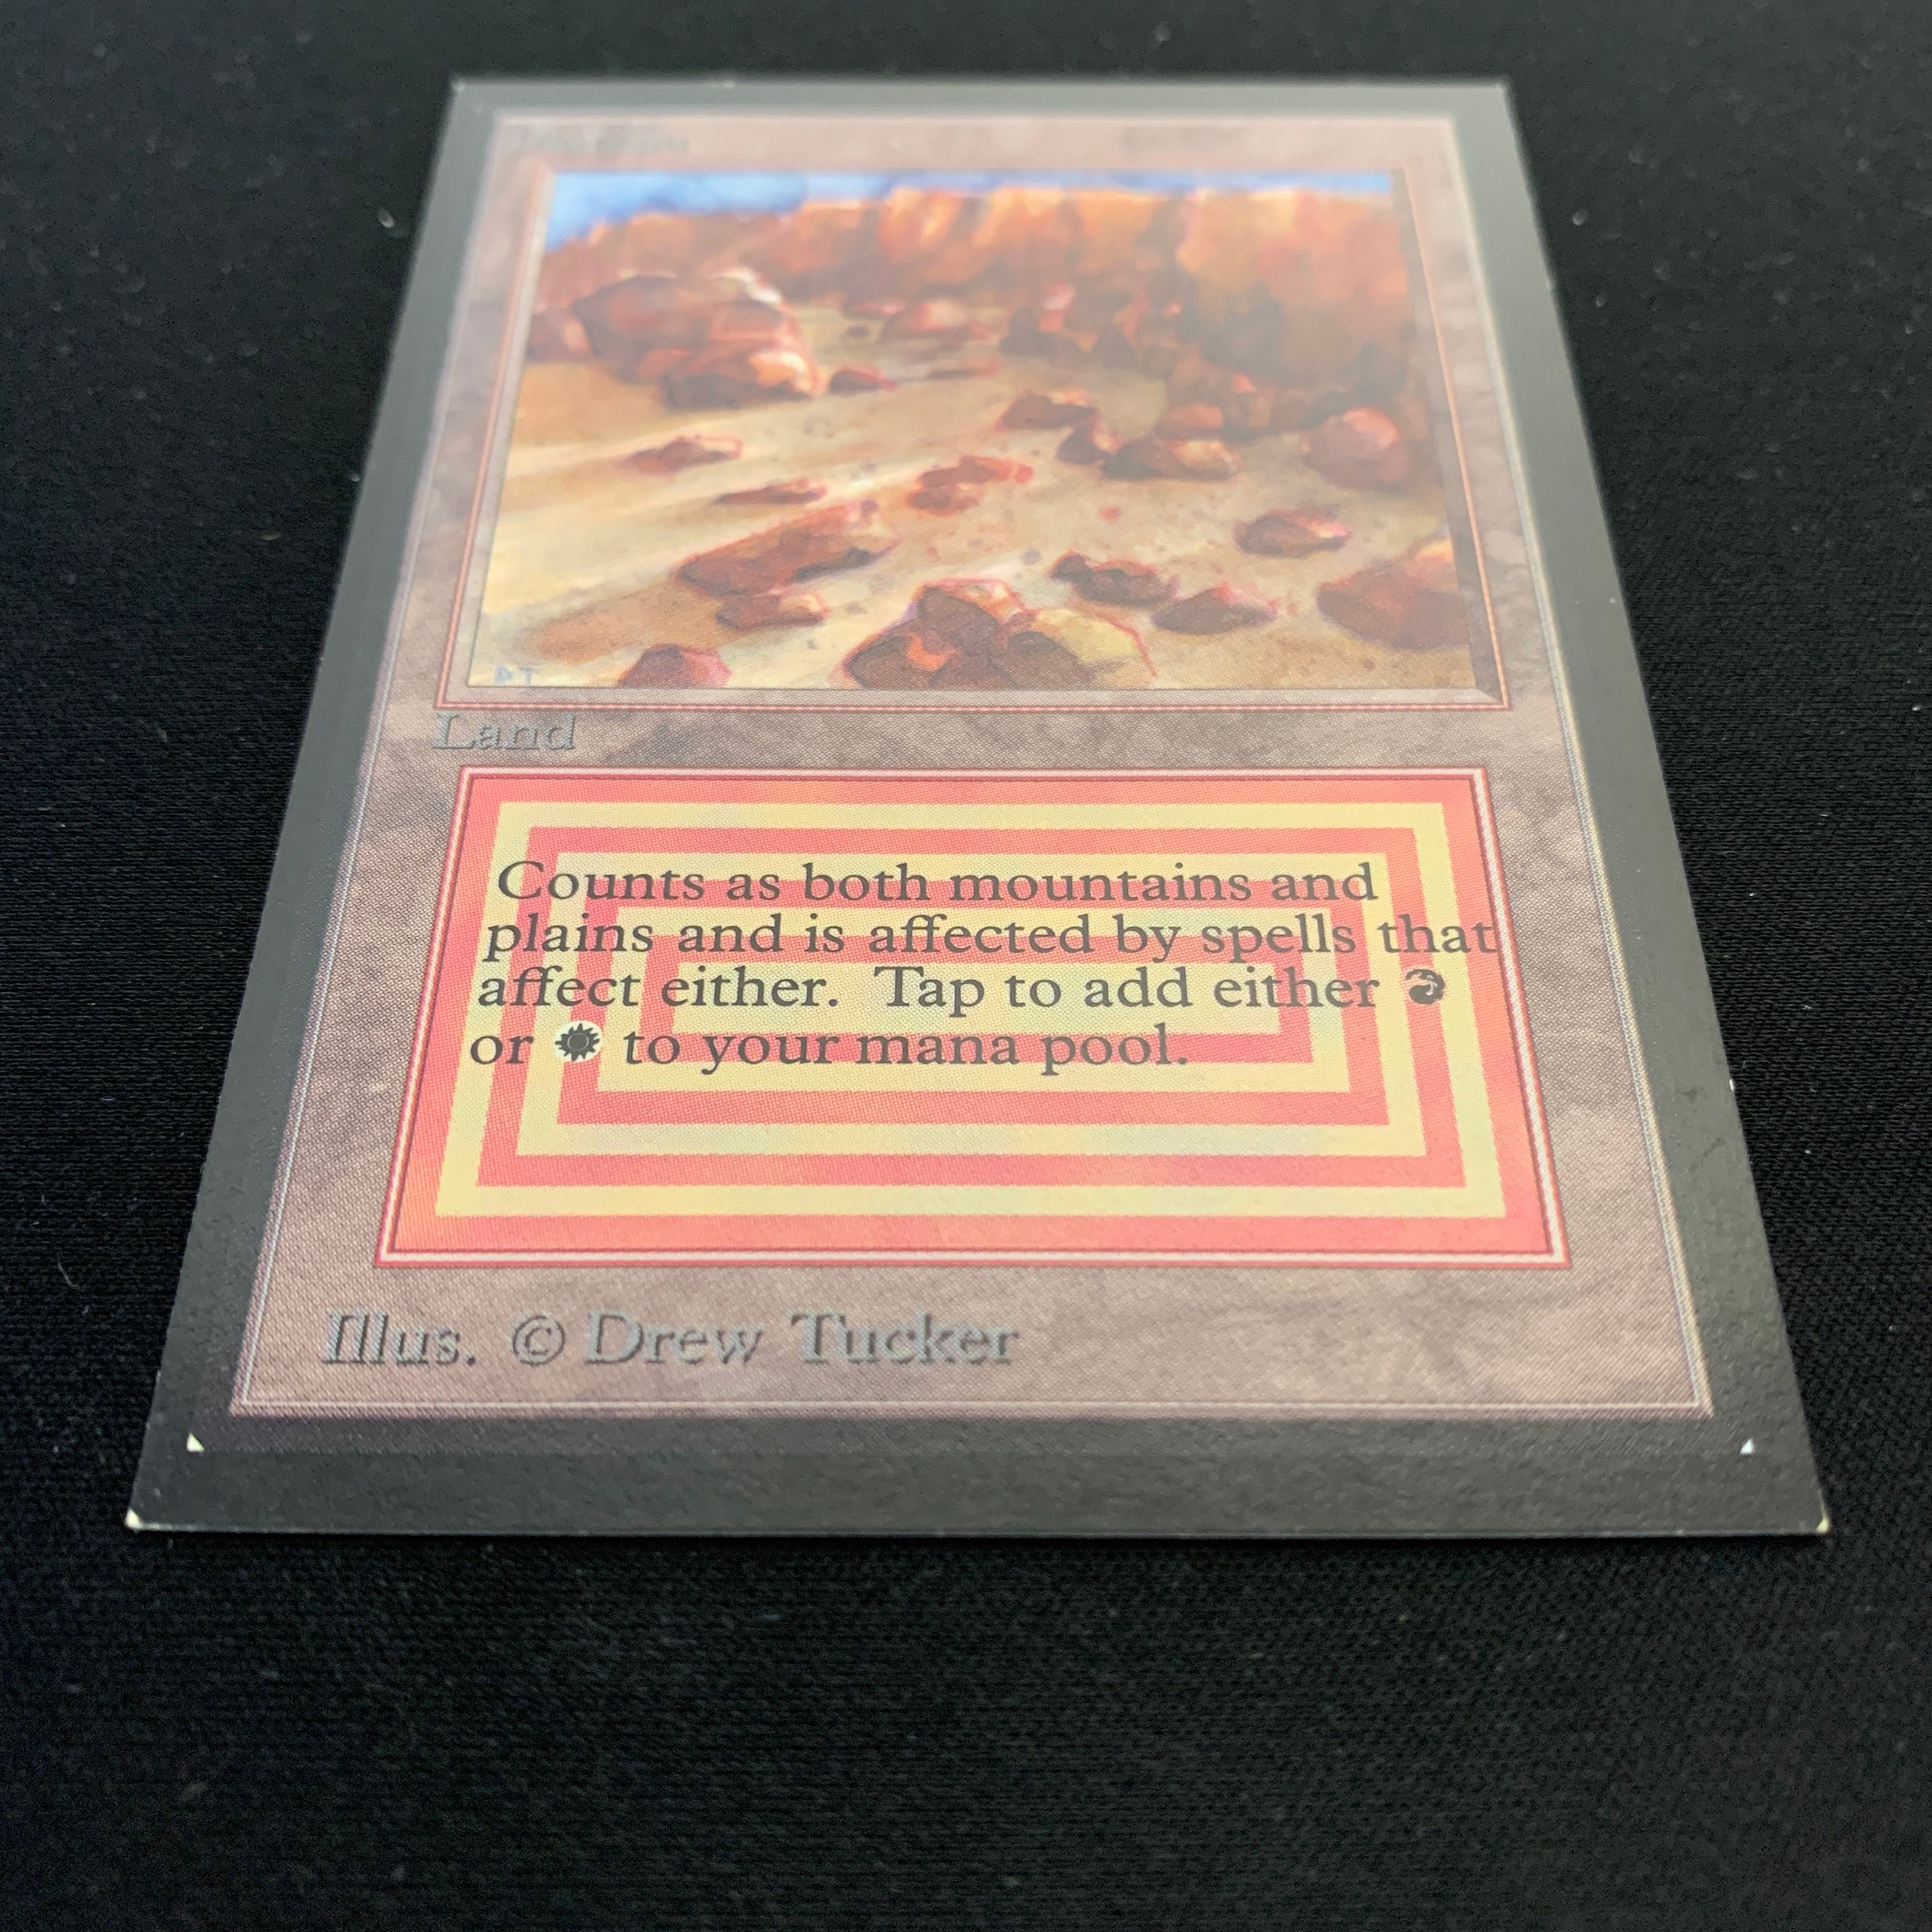 Land
Counts as both mountains and
plains and is affected by spells that
affect either. Tap to add either
or to your mana pool.
Illus. © Drew Tucker